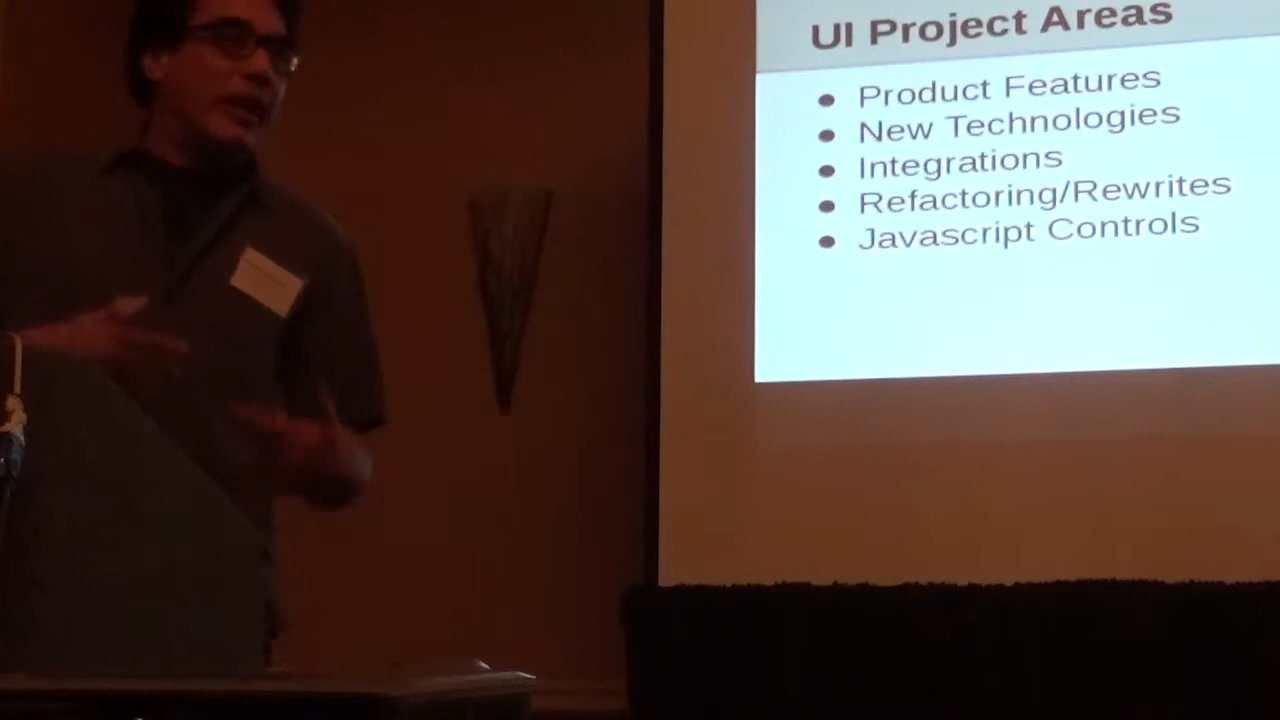 UI Project Areas
Product Features
New Technologies
Integrations
Refactoring/Rewrites
Javascript Controls